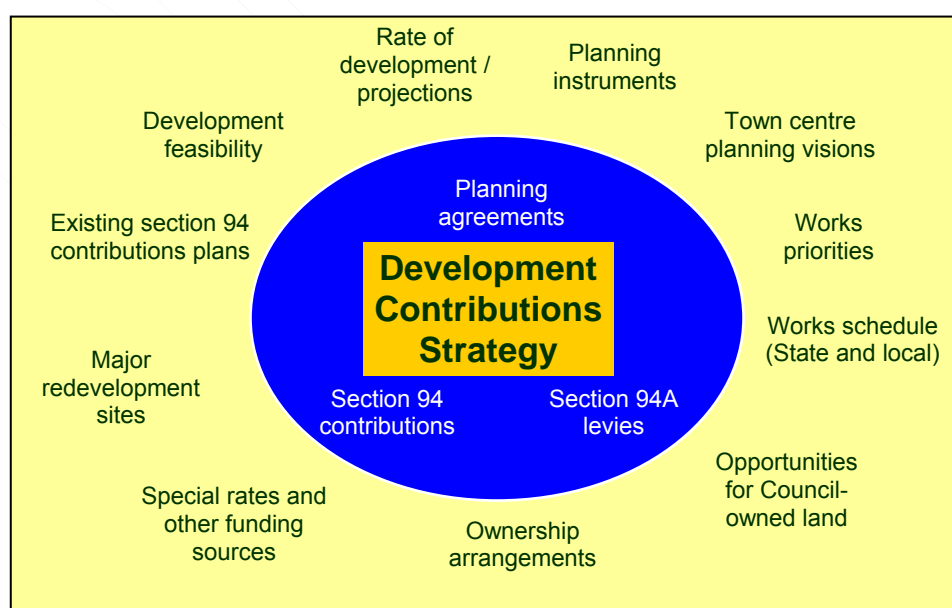 Rate of
development /
projections
Planning
instruments
Development
feasibility
Town centre
planning visions
Planning
agreements
Existing section 94
contributions plans
Works
priorities
Development
Contributions
Strategy
Works schedule
(State and local)
Major
redevelopment
sites
Section 94
contributions
Section 94A
levies
Opportunities
for Council-
owned land
Special rates and
other funding
sources
Ownership
arrangements